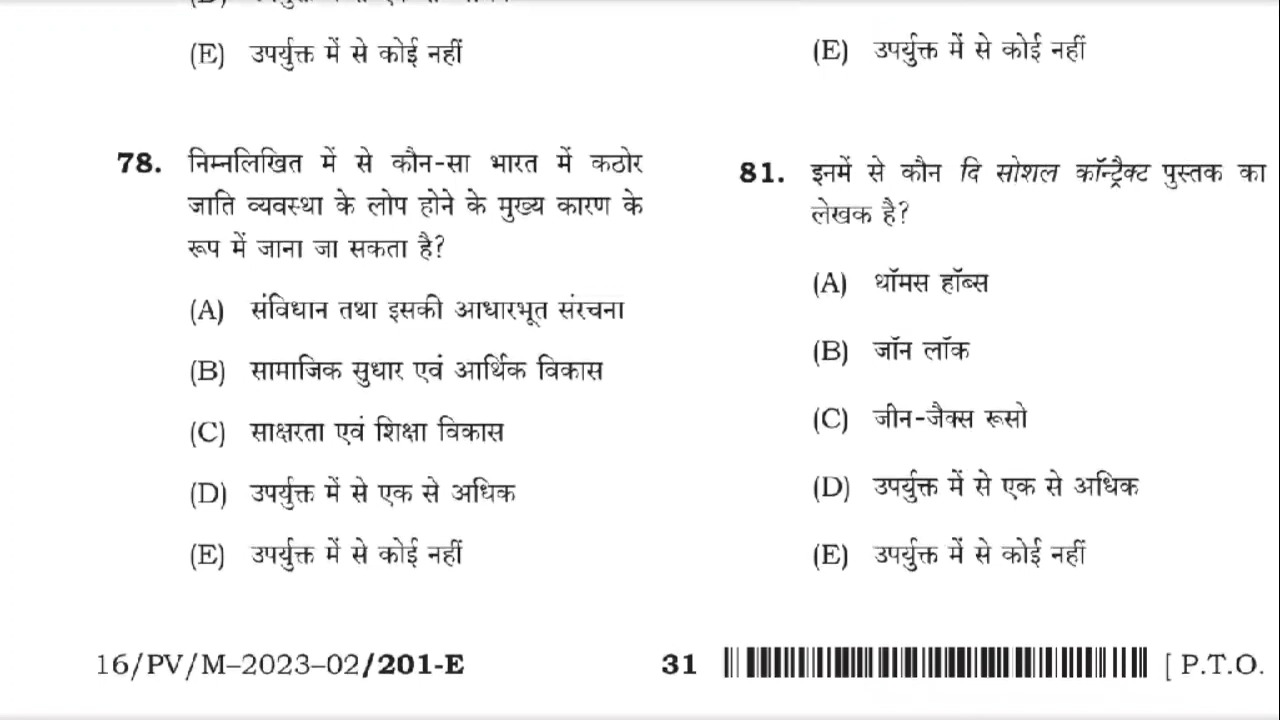 (E) उपर्युक्त में से कोई नहीं
78. निम्नलिखित में से कौन-सा भारत में कठोर
जाति व्यवस्था के लोप होने के मुख्य कारण के
रूप में जाना जा सकता है?
(A) संविधान तथा इसकी आधारभूत संरचना
(B) सामाजिक सुधार एवं आर्थिक विकास
(C) साक्षरता एवं शिक्षा विकास
(D) उपर्युक्त में से एक से अधिक
(E) उपर्युक्त में से कोई नहीं
(E) उपर्युक्त में से कोई नहीं
81. इनमें से कौन दि सोशल कॉन्ट्रैक्ट पुस्तक का
लेखक है?
(A) थॉमस हॉब्स
(B) जॉन लॉक
(C) जीन-जैक्स रूसो
(D) उपर्युक्त में से एक से अधिक
(E) उपर्युक्त में से कोई नहीं
16/PV/M–2023–02/201-E 31 [ P.T.O.